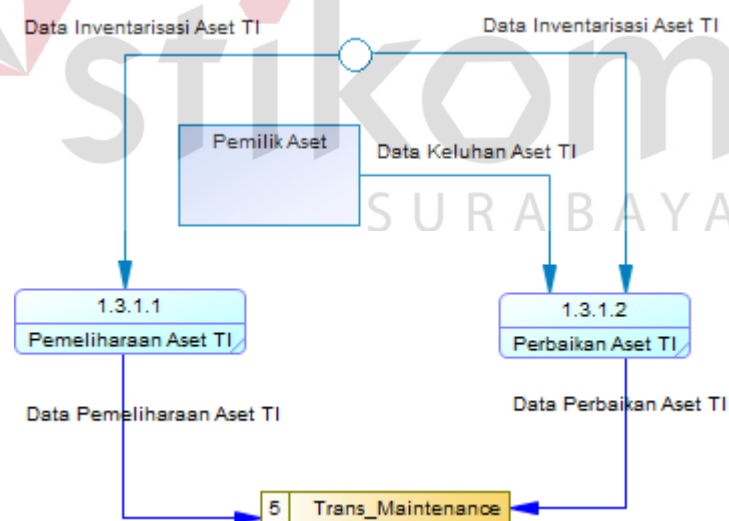 Data Inventarisasi Aset TI
Data Inventarisasi Aset TI
stikom
SURABAYA
Pemilik Aset
Data Keluhan Aset TI
1.3.1.1
Pemeliharaan Aset TI
1.3.1.2
Perbaikan Aset TI
Data Pemeliharaan Aset TI
Data Perbaikan Aset TI
5 Trans_Maintenance